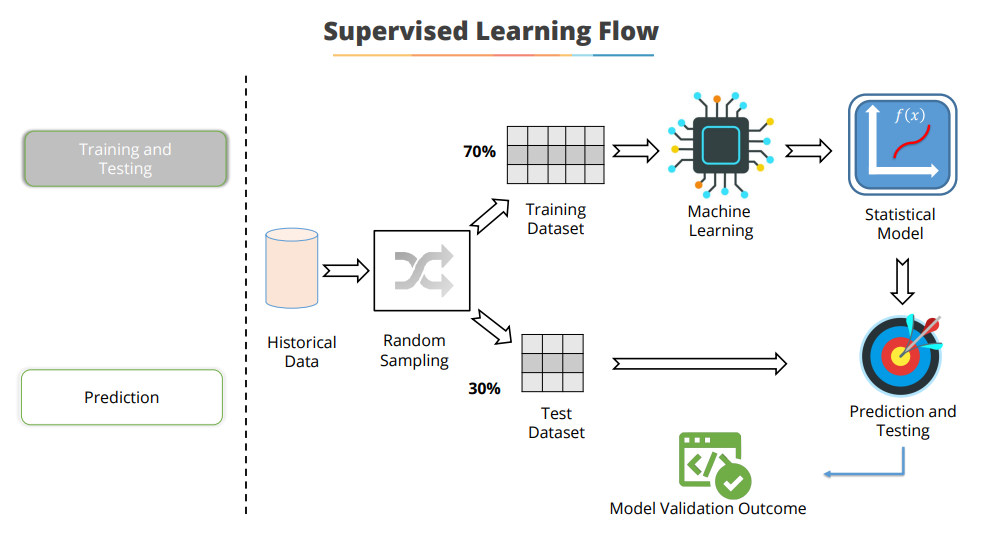 Supervised Learning Flow
Training and
Testing
Prediction
Historical
Data
Random
Sampling
70%
Training
Dataset
30%
Test
Dataset
Machine
Learning
f(x)
Statistical
Model
Prediction and
Testing
</>
Model Validation Outcome